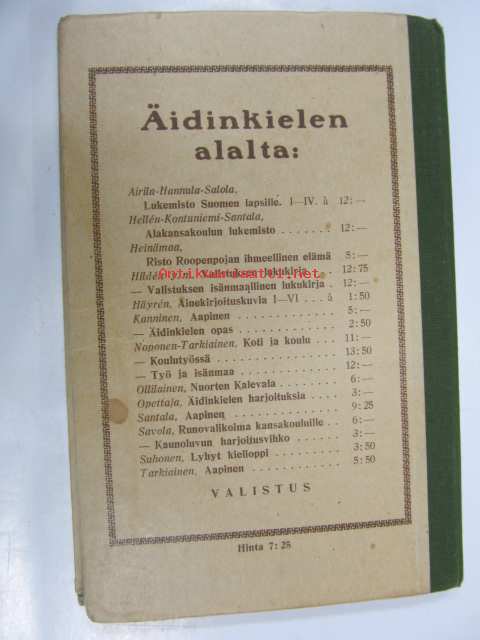 Äidinkielen
alalta:
Airila-Hannula-Salola,
Lukemisto Suomen lapsille. I—IV. à 12: —
Hellén-Kontuniemi-Santala,
Alakansakoulun lukemisto . . . . . . . 12: —
Heinämaa,
Risto Roopenpojan ihmeellinen elämä 5: —
Valistuksen lukukirja . . 12: 75
— Valistuksen isänmaallinen lukukirja . 12: —
Häyrén, Ainekirjoituskuvia I—VI . . . à 1: 50
Kanninen, Aapinen . . . . . . . . . . 5: —
— Äidinkielen opas . . . . . . . . . . 2: 50
Noponen-Tarkiainen, Koti ja koulu . . . 11: —
— Koulutyössä . . . . . . . . . . . . 13: 50
— Työ ja isänmaa . . . . . . . . . . . 12: —
Ollilainen, Nuorten Kalevala . . . . . . . 6: —
Opettaja, Äidinkielen harjoituksia . . . . 3: —
Santala, Aapinen . . . . . . . . . . . 9: 25
Savola, Runovalikoima kansakouluille . . 6: —
— Kaunoluvun harjoitusvihko . . . . . 3: —
Suhonen, Lyhyt kielioppi . . . . . . . . 3: 50
Tarkiainen, Aapinen . . . . . . . . . . 5: 50
VALISTUS
Hinta 7: 25